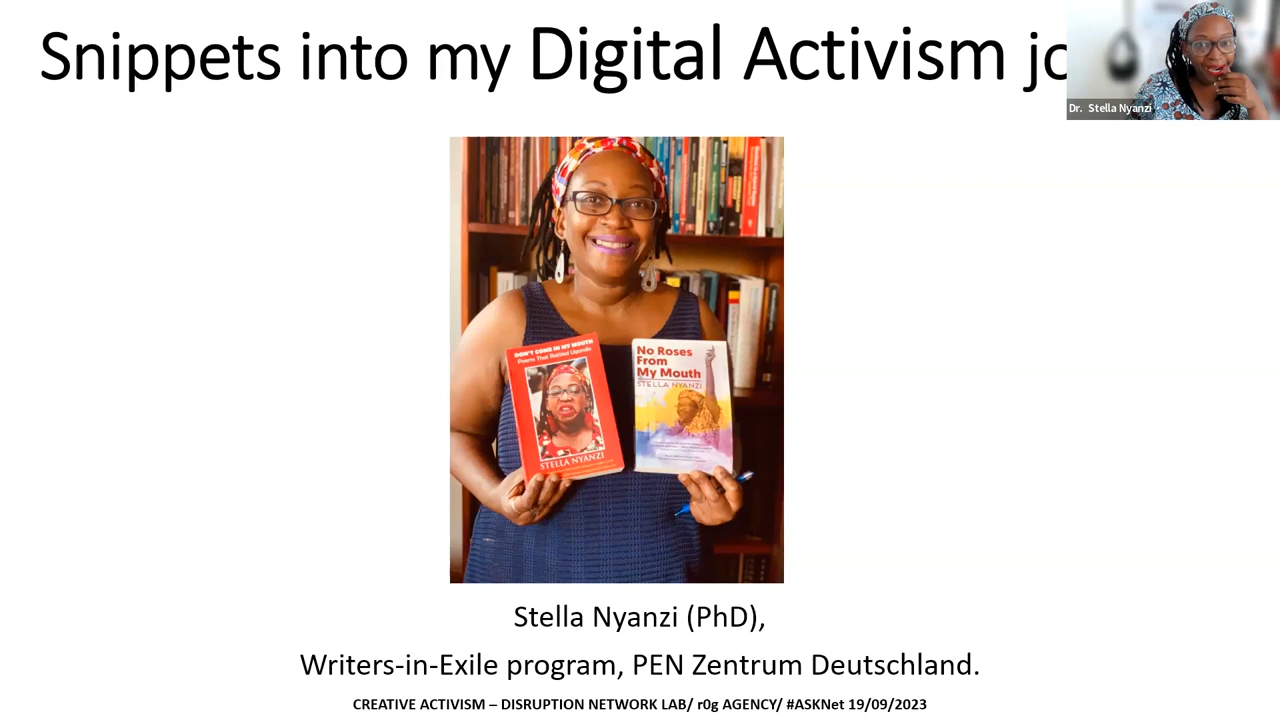 Snippets into my Digital Activism jo
Dr. Stella Nyanzi
DON'T COME IN MY MOUTH
Poems That Rattled Uganda
STELLA NYANZI
No Roses
From
My Mouth
STELLA NYANZI
Stella Nyanzi (PhD),
Writers-in-Exile program, PEN Zentrum Deutschland.
CREATIVE ACTIVISM – DISRUPTION NETWORK LAB/ r0g AGENCY/ #ASKNet 19/09/2023